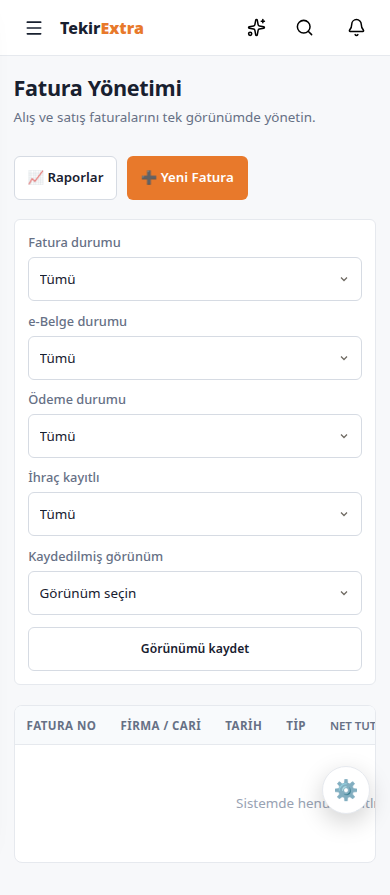 TekirExtra
Fatura Yönetimi
Alış ve satış faturalarını tek görünümde yönetin.
Raporlar
Yeni Fatura
Fatura durumu
Tümü
e-Belge durumu
Tümü
Ödeme durumu
Tümü
İhraç kayıtlı
Tümü
Kaydedilmiş görünüm
Görünüm seçin
Görünümü kaydet
FATURA NO FİRMA / CARİ TARİH TİP NET TUT
Sistemde